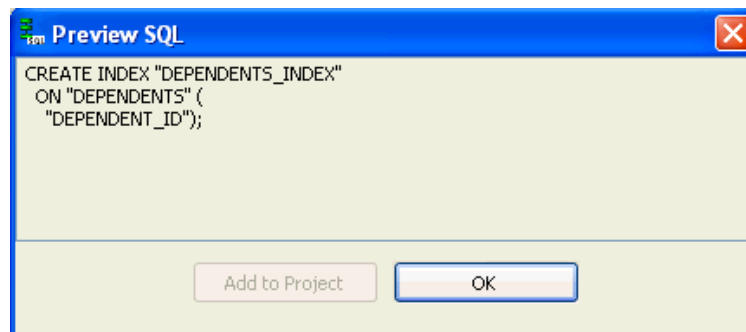 Preview SQL
CREATE INDEX "DEPENDENTS_INDEX"
ON "DEPENDENTS" (
"DEPENDENT_ID");
Add to Project
OK